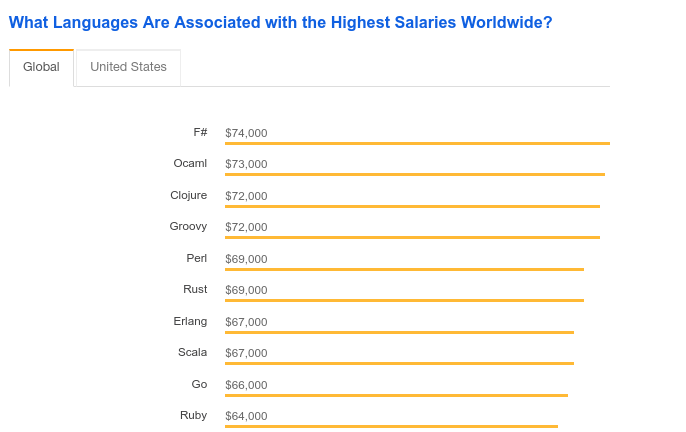 What Languages Are Associated with the Highest Salaries Worldwide?
Global United States
F# $74,000
Ocaml $73,000
Clojure $72,000
Groovy $72,000
Perl $69,000
Rust $69,000
Erlang $67,000
Scala $67,000
Go $66,000
Ruby $64,000